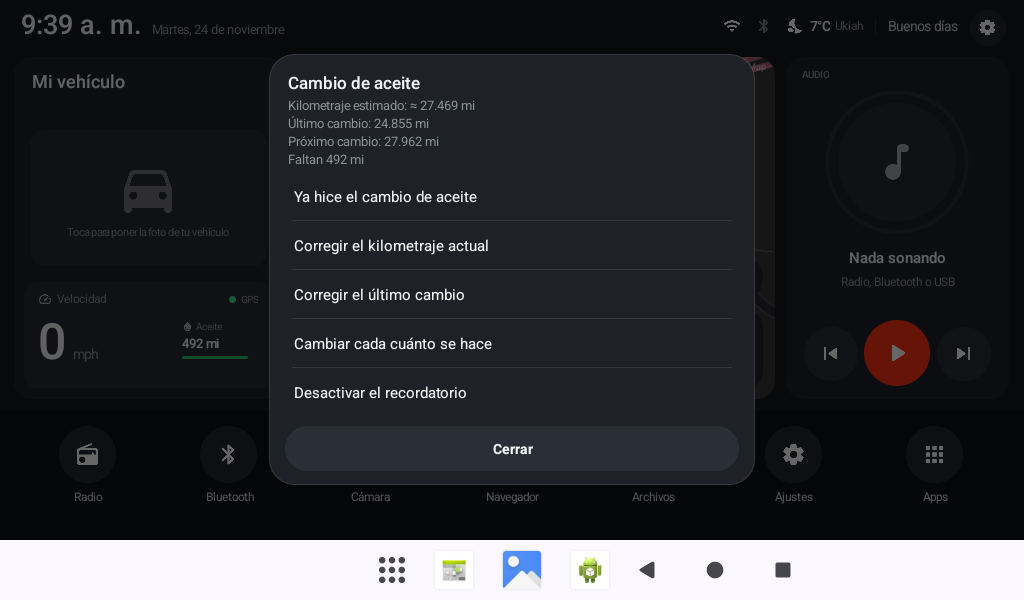 9:39 a. m. Martes, 24 de noviembre
7°C Ukiah Buenos días
Mi vehículo
Toca para poner la foto de tu vehículo
Velocidad GPS
0 mph
Aceite
492 mi
Cambio de aceite
Kilometraje estimado: ≈ 27.469 mi
Último cambio: 24.855 mi
Próximo cambio: 27.962 mi
Faltan 492 mi
Ya hice el cambio de aceite
Corregir el kilometraje actual
Corregir el último cambio
Cambiar cada cuánto se hace
Desactivar el recordatorio
Cerrar
AUDIO
Nada sonando
Radio, Bluetooth o USB
Radio Bluetooth Cámara Navegador Archivos Ajustes Apps